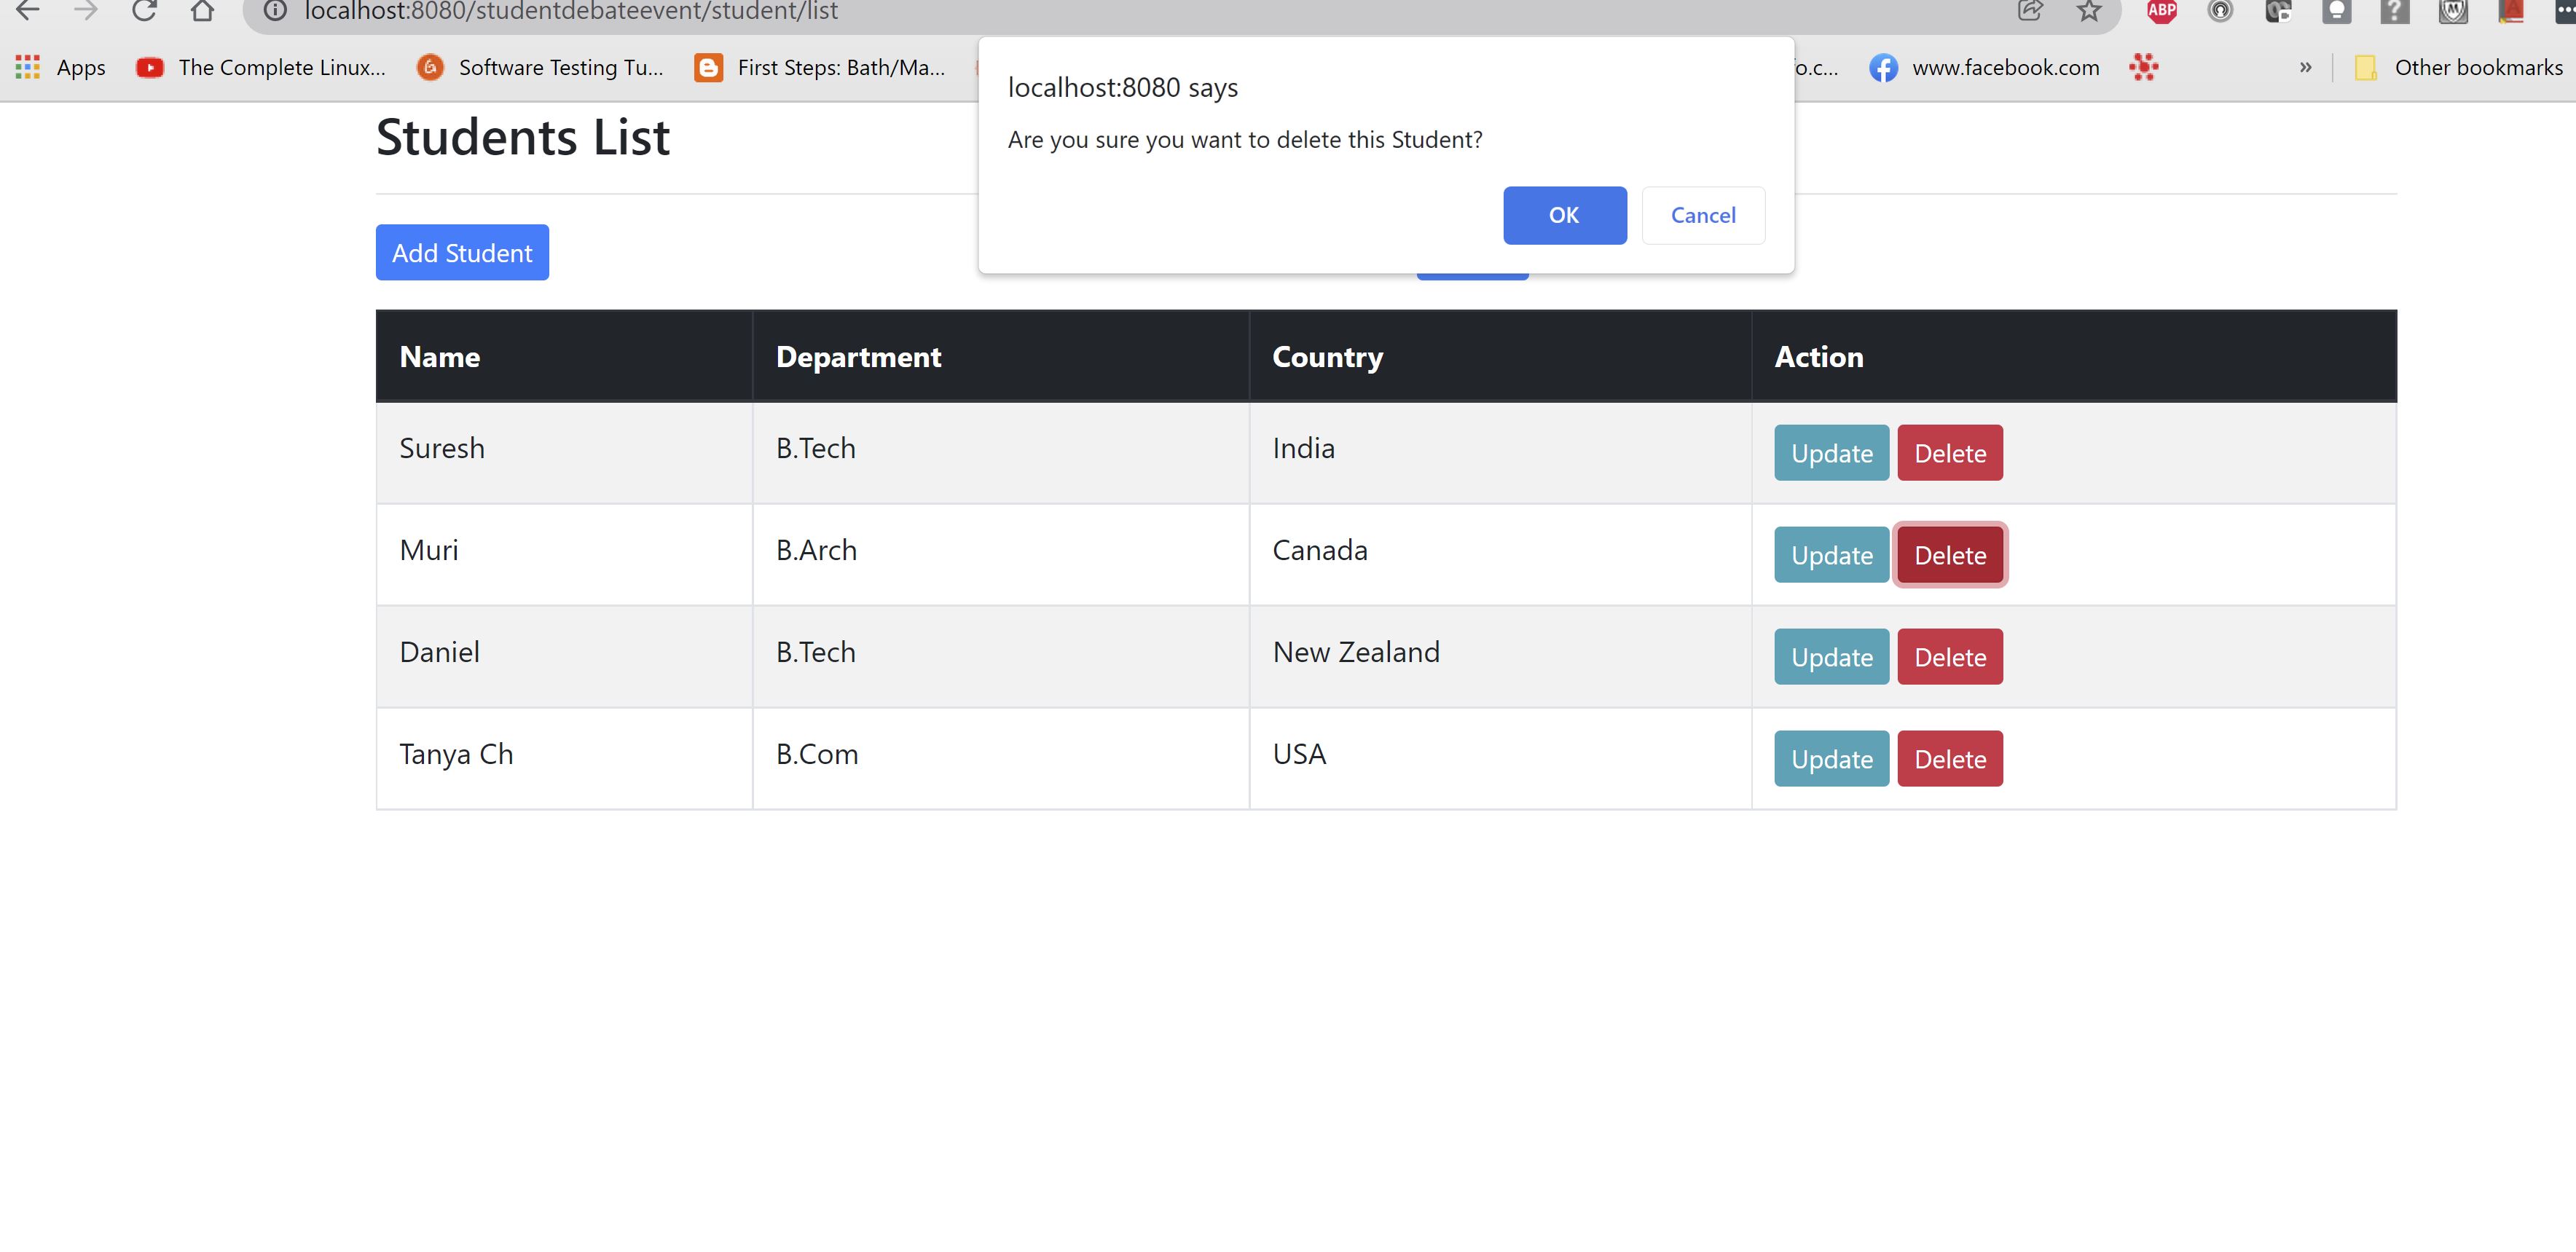 localhost:8080/studentdebateevent/student/list
ABP
Apps The Complete Linux... Software Testing Tu... First Steps: Bath/Ma... o.c... www.facebook.com » Other bookmarks
localhost:8080 says
Are you sure you want to delete this Student?
OK Cancel
Students List
Add Student
Name Department Country Action
Suresh B.Tech India Update Delete
Muri B.Arch Canada Update Delete
Daniel B.Tech New Zealand Update Delete
Tanya Ch B.Com USA Update Delete